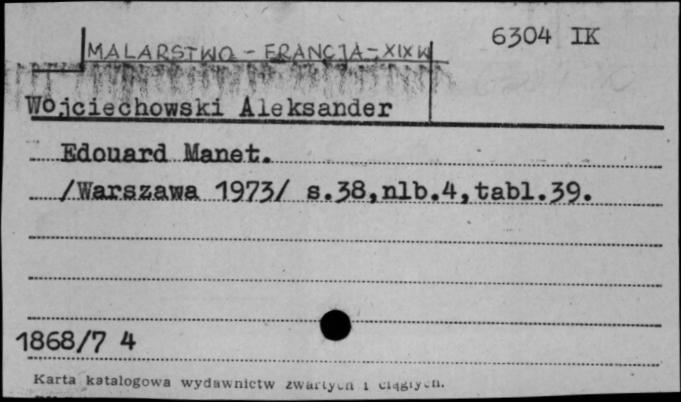 MALARSTWO - FRANCJA - XIX W
6304 IK
Wojciechowski Aleksander
Edouard Manet.
/Warszawa 1973/ s.38,nlb.4,tabl.39.
1868/7 4
Karta katalogowa wydawnictw zwartych i ciągłych.